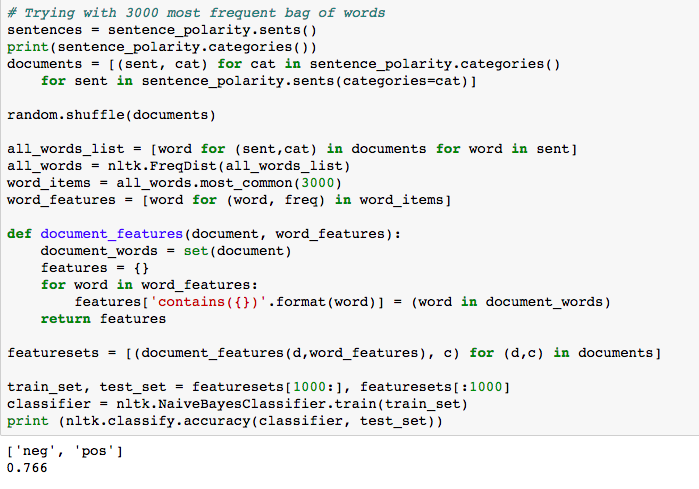 # Trying with 3000 most frequent bag of words
sentences = sentence_polarity.sents()
print(sentence_polarity.categories())
documents = [(sent, cat) for cat in sentence_polarity.categories()
    for sent in sentence_polarity.sents(categories=cat)]

random.shuffle(documents)

all_words_list = [word for (sent,cat) in documents for word in sent]
all_words = nltk.FreqDist(all_words_list)
word_items = all_words.most_common(3000)
word_features = [word for (word, freq) in word_items]

def document_features(document, word_features):
    document_words = set(document)
    features = {}
    for word in word_features:
        features['contains({})'.format(word)] = (word in document_words)
    return features

featuresets = [(document_features(d,word_features), c) for (d,c) in documents]

train_set, test_set = featuresets[1000:], featuresets[:1000]
classifier = nltk.NaiveBayesClassifier.train(train_set)
print (nltk.classify.accuracy(classifier, test_set))
['neg', 'pos']
0.766